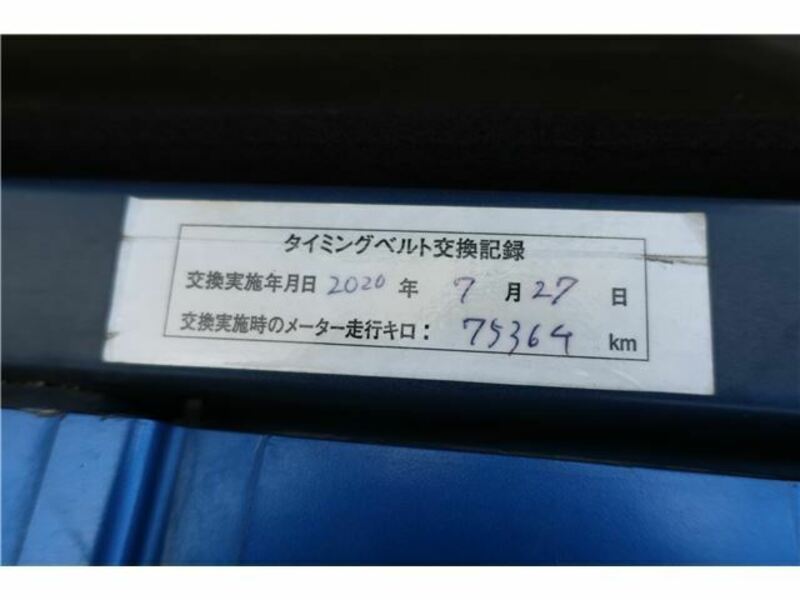 タイミングベルト交換記録
交換実施年月日 2020 年 7 月 27 日
交換実施時のメーター走行キロ： 75364 km